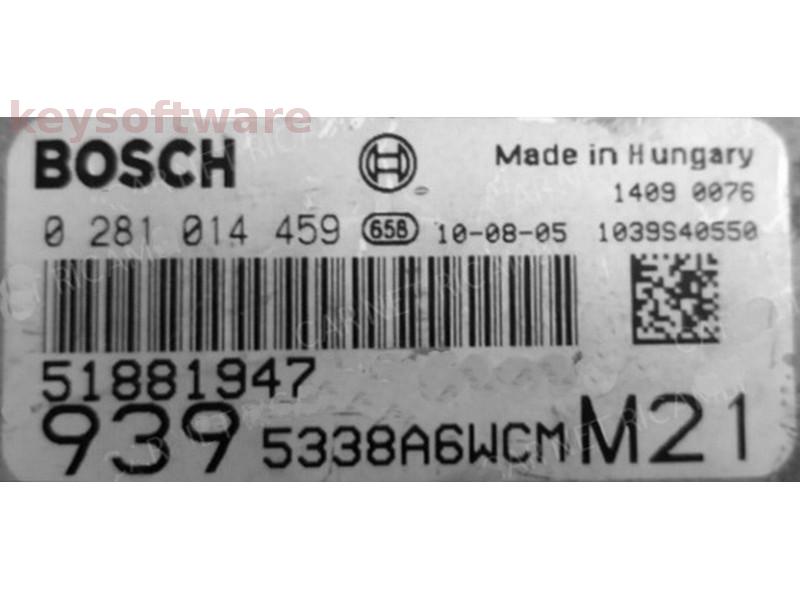 keysoftware
BOSCH
Made in Hungary
1409 0076
0 281 014 459 658 10-08-05 1039S40550
51881947
939 5338A6WCM M21